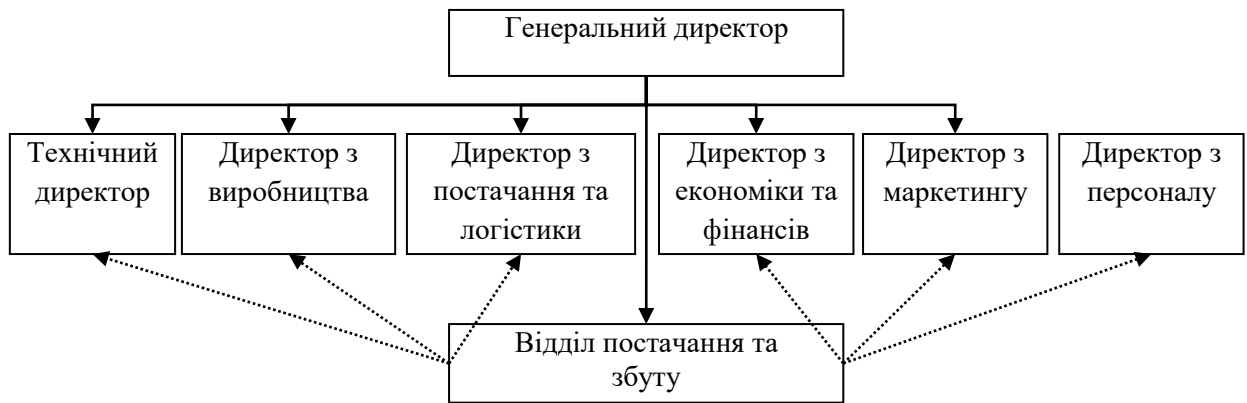 Генеральний директор
Технічний
директор
Директор з
виробництва
Директор з
постачання та
логістики
Директор з
економіки та
фінансів
Директор з
маркетингу
Директор з
персоналу
Відділ постачання та
збуту